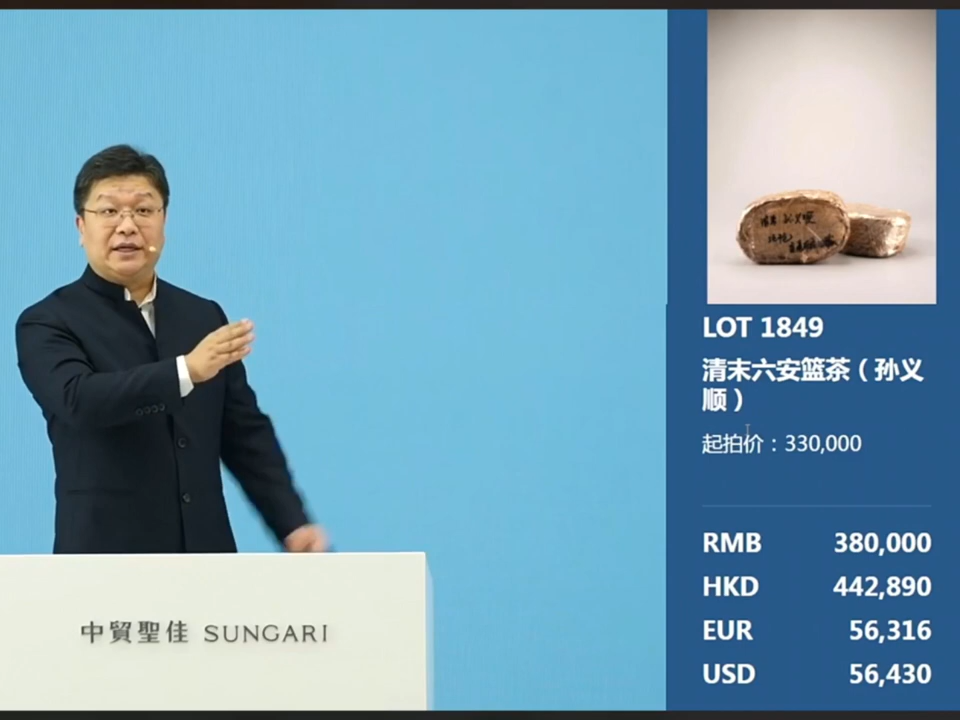 LOT 1849
清末六安篮茶（孙义
顺）
起拍价：330,000
RMB 380,000
HKD 442,890
EUR 56,316
USD 56,430
中貿聖佳 SUNGARI